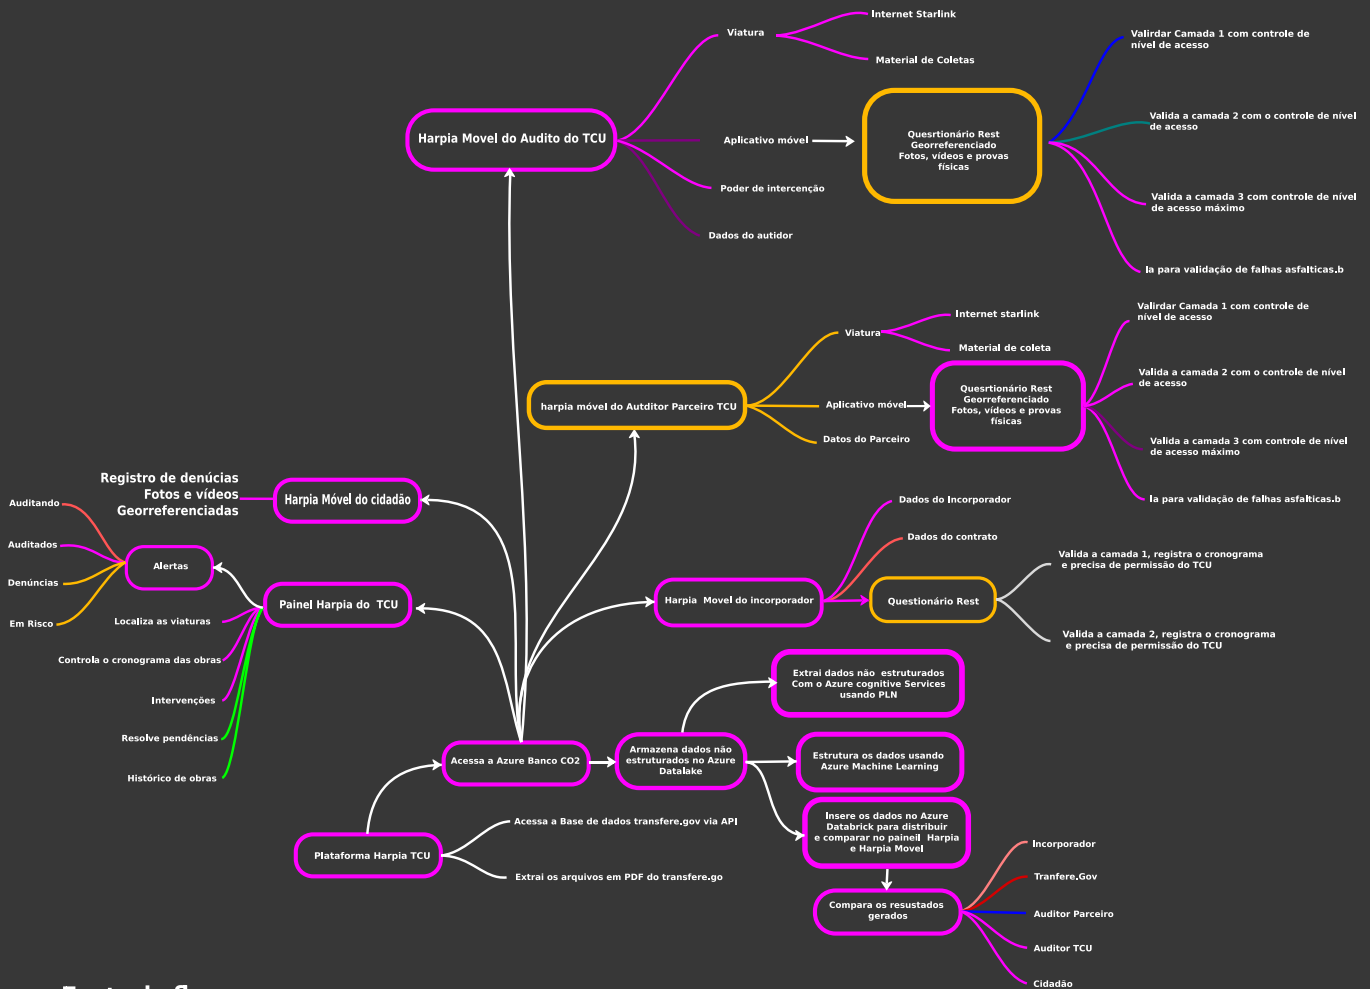 Internet Starlink
Viatura
Material de Coletas
Harpia Movel do Audito do TCU
Aplicativo móvel
Poder de intercenção
Dados do autidor
Quesrtionário Rest
Georreferenciado
Fotos, vídeos e provas
físicas
Valirdar Camada 1 com controle de
nível de acesso
Valida a camada 2 com o controle de nível
de acesso
Valida a camada 3 com controle de nível
de acesso máximo
Ia para validação de falhas asfalticas.b
Internet starlink
Viatura
Material de coleta
harpia móvel do Autditor Parceiro TCU
Aplicativo móvel
Datos do Parceiro
Quesrtionário Rest
Georreferenciado
Fotos, vídeos e provas
físicas
Valirdar Camada 1 com controle de
nível de acesso
Valida a camada 2 com o controle de nível
de acesso
Valida a camada 3 com controle de nível
de acesso máximo
Ia para validação de falhas asfalticas.b
Registro de denúcias
Fotos e vídeos
Georreferenciadas
Harpia Móvel do cidadão
Auditando
Auditados
Denúncias
Em Risco
Alertas
Painel Harpia do TCU
Localiza as viaturas
Controla o cronograma das obras
Intervenções
Resolve pendências
Histórico de obras
Dados do Incorporador
Dados do contrato
Harpia Movel do incorporador
Questionário Rest
Valida a camada 1, registra o cronograma
e precisa de permissão do TCU
Valida a camada 2, registra o cronograma
e precisa de permissão do TCU
Extrai dados não estruturados
Com o Azure cognitive Services
usando PLN
Acessa a Azure Banco CO2
Armazena dados não
estruturados no Azure
Datalake
Estrutura os dados usando
Azure Machine Learning
Insere os dados no Azure
Databrick para distribuir
e comparar no paineil Harpia
e Harpia Movel
Plataforma Harpia TCU
Acessa a Base de dados transfere.gov via API
Extrai os arquivos em PDF do transfere.go
Compara os resustados
gerados
Incorporador
Tranfere.Gov
Auditor Parceiro
Auditor TCU
Cidadão